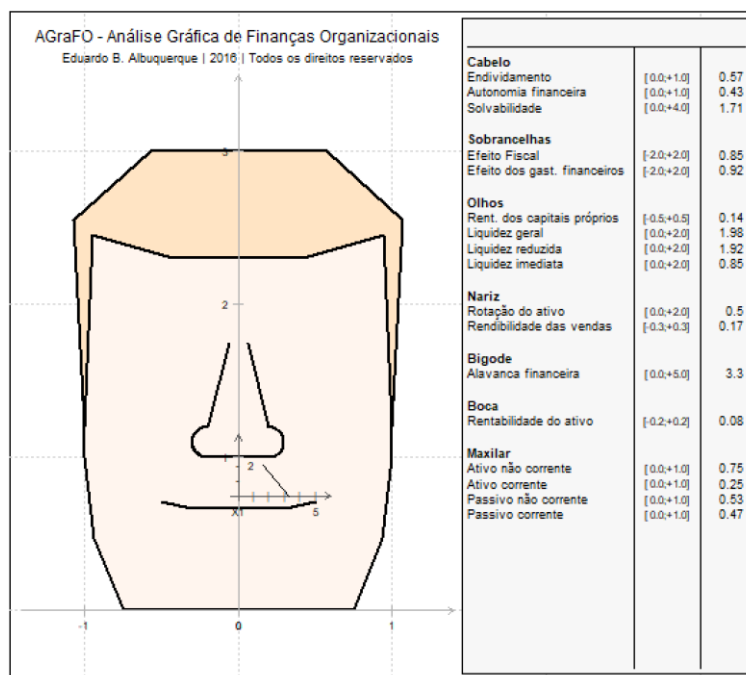 AGraFO - Análise Gráfica de Finanças Organizacionais
Eduardo B. Albuquerque | 2016 | Todos os direitos reservados
3
2
1
2
X1 5
-1 0 1
Cabelo
Endividamento [0.0;+1.0] 0.57
Autonomia financeira [0.0;+1.0] 0.43
Solvabilidade [0.0;+4.0] 1.71
Sobrancelhas
Efeito Fiscal [-2.0;+2.0] 0.85
Efeito dos gast. financeiros [-2.0;+2.0] 0.92
Olhos
Rent. dos capitais próprios [-0.5;+0.5] 0.14
Liquidez geral [0.0;+2.0] 1.98
Liquidez reduzida [0.0;+2.0] 1.92
Liquidez imediata [0.0;+2.0] 0.85
Nariz
Rotação do ativo [0.0;+2.0] 0.5
Rendibilidade das vendas [-0.3;+0.3] 0.17
Bigode
Alavanca financeira [0.0;+5.0] 3.3
Boca
Rentabilidade do ativo [-0.2;+0.2] 0.08
Maxilar
Ativo não corrente [0.0;+1.0] 0.75
Ativo corrente [0.0;+1.0] 0.25
Passivo não corrente [0.0;+1.0] 0.53
Passivo corrente [0.0;+1.0] 0.47